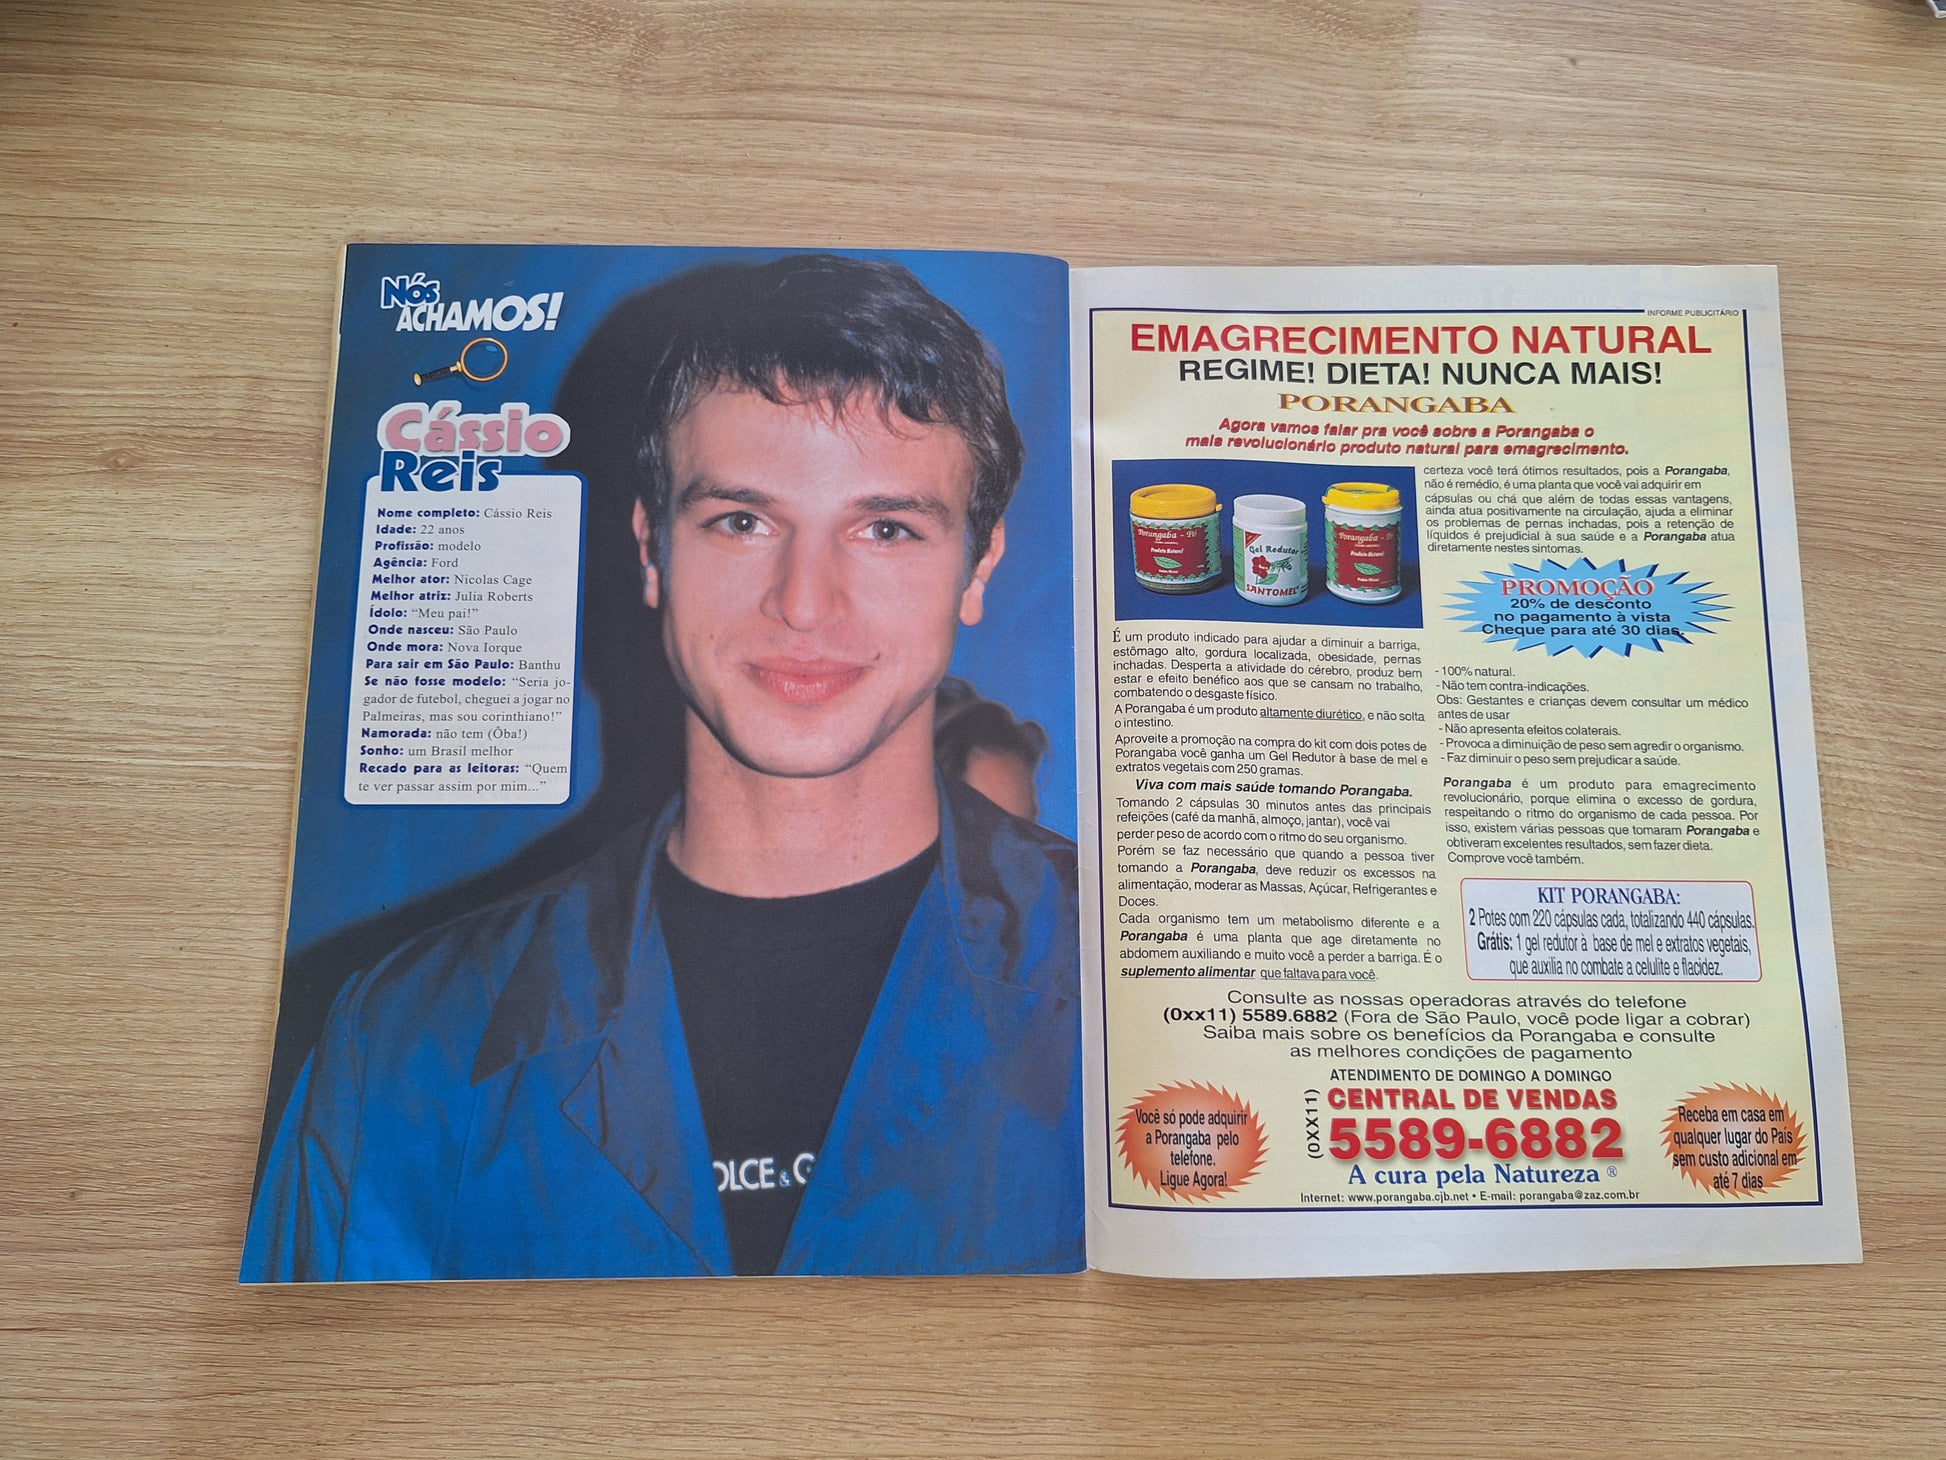 Nós
ACHAMOS!
Cássio
Reis
Nome completo: Cássio Reis
Idade: 22 anos
Profissão: modelo
Agência: Ford
Melhor ator: Nicolas Cage
Melhor atriz: Julia Roberts
Ídolo: “Meu pai!”
Onde nasceu: São Paulo
Onde mora: Nova Iorque
Para sair em São Paulo: Banthu
Se não fosse modelo: “Seria jo-
gador de futebol, cheguei a jogar no
Palmeiras, mas sou corinthiano!”
Namorada: não tem (Ôba!)
Sonho: um Brasil melhor
Recado para as leitoras: “Quem
te ver passar assim por mim...”
OLCE & G
INFORME PUBLICITÁRIO
EMAGRECIMENTO NATURAL
REGIME! DIETA! NUNCA MAIS!
PORANGABA
Agora vamos falar pra você sobre a Porangaba o
mais revolucionário produto natural para emagrecimento.
Porangaba - Pó
Produto Natural
Gel Redutor
SANTOMEL
Porangaba - Pó
Produto Natural
É um produto indicado para ajudar a diminuir a barriga,
estômago alto, gordura localizada, obesidade, pernas
inchadas. Desperta a atividade do cérebro, produz bem
estar e efeito benéfico aos que se cansam no trabalho,
combatendo o desgaste físico.
A Porangaba é um produto altamente diurético, e não solta
o intestino.
Aproveite a promoção na compra do kit com dois potes de
Porangaba você ganha um Gel Redutor à base de mel e
extratos vegetais com 250 gramas.
Viva com mais saúde tomando Porangaba.
Tomando 2 cápsulas 30 minutos antes das principais
refeições (café da manhã, almoço, jantar), você vai
perder peso de acordo com o ritmo do seu organismo.
Porém se faz necessário que quando a pessoa tiver
tomando a Porangaba, deve reduzir os excessos na
alimentação, moderar as Massas, Açúcar, Refrigerantes e
Doces.
Cada organismo tem um metabolismo diferente e a
Porangaba é uma planta que age diretamente no
abdomem auxiliando e muito você a perder a barriga. É o
suplemento alimentar que faltava para você.
certeza você terá ótimos resultados, pois a Porangaba,
não é remédio, é uma planta que você vai adquirir em
cápsulas ou chá que além de todas essas vantagens,
ainda atua positivamente na circulação, ajuda a eliminar
os problemas de pernas inchadas, pois a retenção de
líquidos é prejudicial à sua saúde e a Porangaba atua
diretamente nestes sintomas.
PROMOÇÃO
20% de desconto
no pagamento à vista
Cheque para até 30 dias.
- 100% natural.
- Não tem contra-indicações.
Obs: Gestantes e crianças devem consultar um médico
antes de usar
- Não apresenta efeitos colaterais.
- Provoca a diminuição de peso sem agredir o organismo.
- Faz diminuir o peso sem prejudicar a saúde.
Porangaba é um produto para emagrecimento
revolucionário, porque elimina o excesso de gordura,
respeitando o ritmo do organismo de cada pessoa. Por
isso, existem várias pessoas que tomaram Porangaba e
obtiveram excelentes resultados, sem fazer dieta.
Comprove você também.
KIT PORANGABA:
2 Potes com 220 cápsulas cada, totalizando 440 cápsulas.
Grátis: 1 gel redutor à base de mel e extratos vegetais,
que auxilia no combate a celulite e flacidez.
Consulte as nossas operadoras através do telefone
(0xx11) 5589.6882 (Fora de São Paulo, você pode ligar a cobrar)
Saiba mais sobre os benefícios da Porangaba e consulte
as melhores condições de pagamento
Você só pode adquirir
a Porangaba pelo
telefone.
Ligue Agora!
ATENDIMENTO DE DOMINGO A DOMINGO
CENTRAL DE VENDAS
(0XX11)
5589-6882
A cura pela Natureza ®
Internet: www.porangaba.cjb.net • E-mail: porangaba@zaz.com.br
Receba em casa em
qualquer lugar do País
sem custo adicional em
até 7 dias